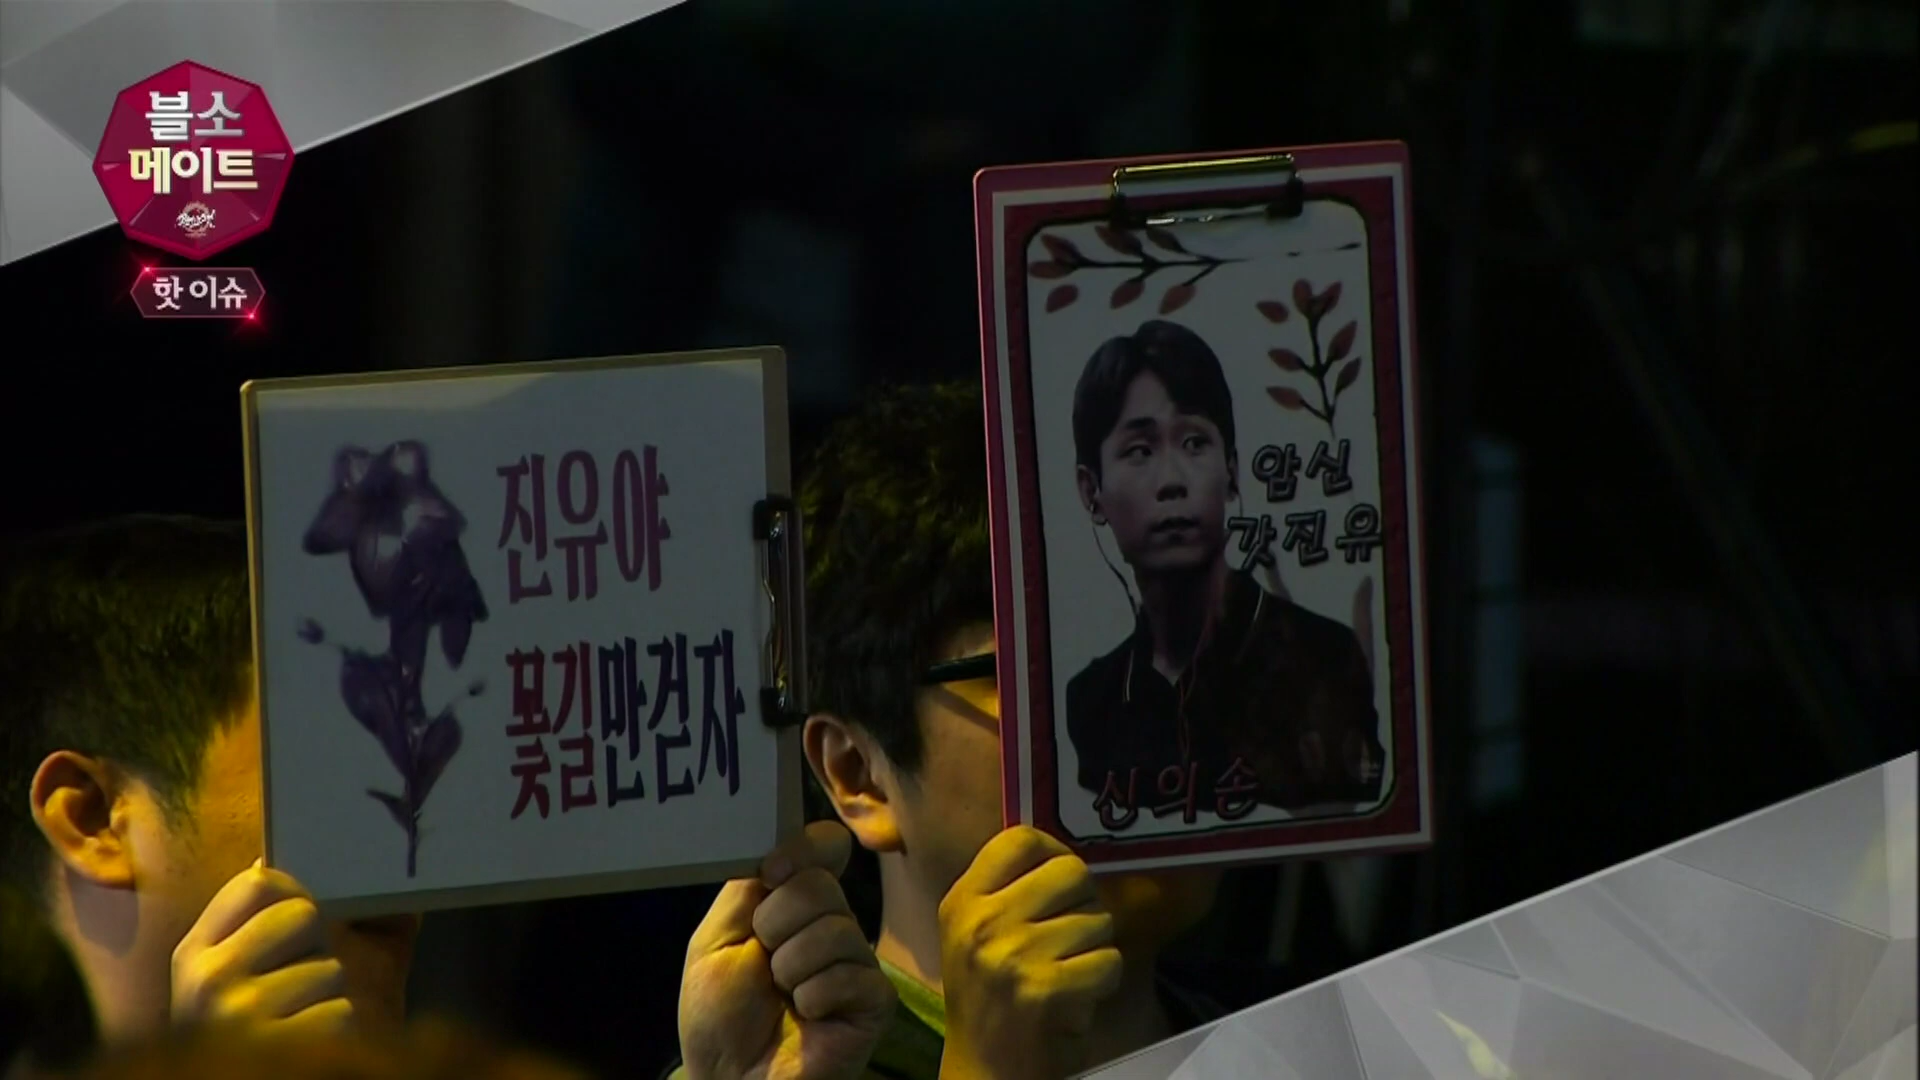 블소
메이트
핫 이슈
진유야
꽃길만걷자
암신
갓진유
신의 손